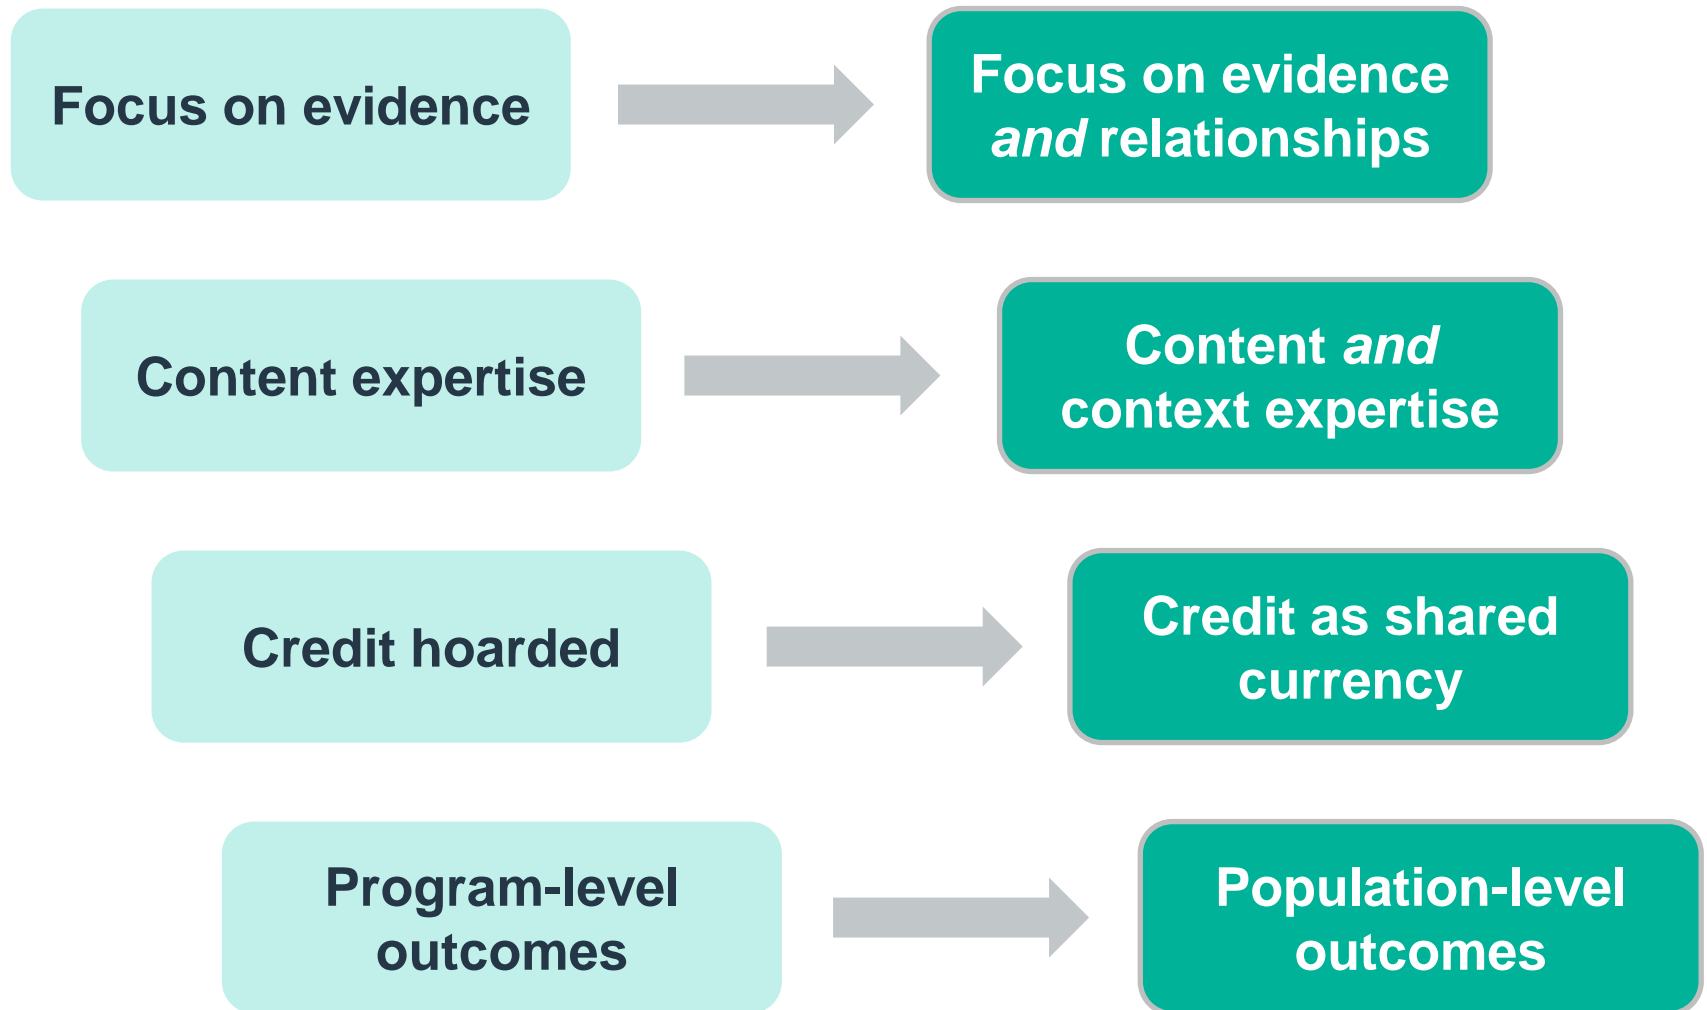 Focus on evidence
Focus on evidence
and relationships
Content expertise
Content and
context expertise
Credit hoarded
Credit as shared
currency
Program-level
outcomes
Population-level
outcomes